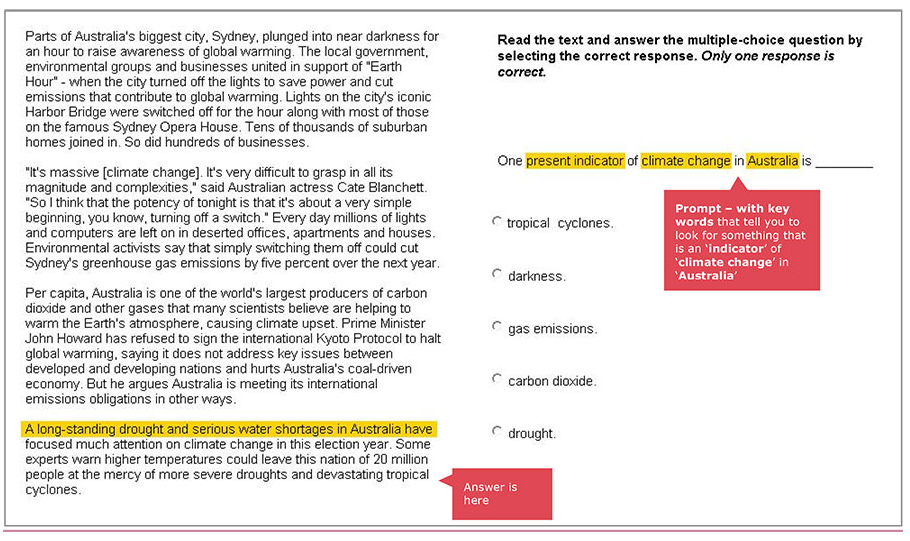 Parts of Australia's biggest city, Sydney, plunged into near darkness for
an hour to raise awareness of global warming. The local government,
environmental groups and businesses united in support of "Earth
Hour" - when the city turned off the lights to save power and cut
emissions that contribute to global warming. Lights on the city's iconic
Harbor Bridge were switched off for the hour along with most of those
on the famous Sydney Opera House. Tens of thousands of suburban
homes joined in. So did hundreds of businesses.
"It's massive [climate change]. It's very difficult to grasp in all its
magnitude and complexities," said Australian actress Cate Blanchett.
"So I think that the potency of tonight is that it's about a very simple
beginning, you know, turning off a switch." Every day millions of lights
and computers are left on in deserted offices, apartments and houses.
Environmental activists say that simply switching them off could cut
Sydney's greenhouse gas emissions by five percent over the next year.
Per capita, Australia is one of the world's largest producers of carbon
dioxide and other gases that many scientists believe are helping to
warm the Earth's atmosphere, causing climate upset. Prime Minister
John Howard has refused to sign the international Kyoto Protocol to halt
global warming, saying it does not address key issues between
developed and developing nations and hurts Australia's coal-driven
economy. But he argues Australia is meeting its international
emissions obligations in other ways.
A long-standing drought and serious water shortages in Australia have
focused much attention on climate change in this election year. Some
experts warn higher temperatures could leave this nation of 20 million
people at the mercy of more severe droughts and devastating tropical
cyclones.
Answer is
here
Read the text and answer the multiple-choice question by
selecting the correct response. Only one response is
correct.
One present indicator of climate change in Australia is ________
Prompt – with key
words that tell you to
look for something that
is an 'indicator' of
'climate change' in
'Australia'
tropical cyclones.
darkness.
gas emissions.
carbon dioxide.
drought.